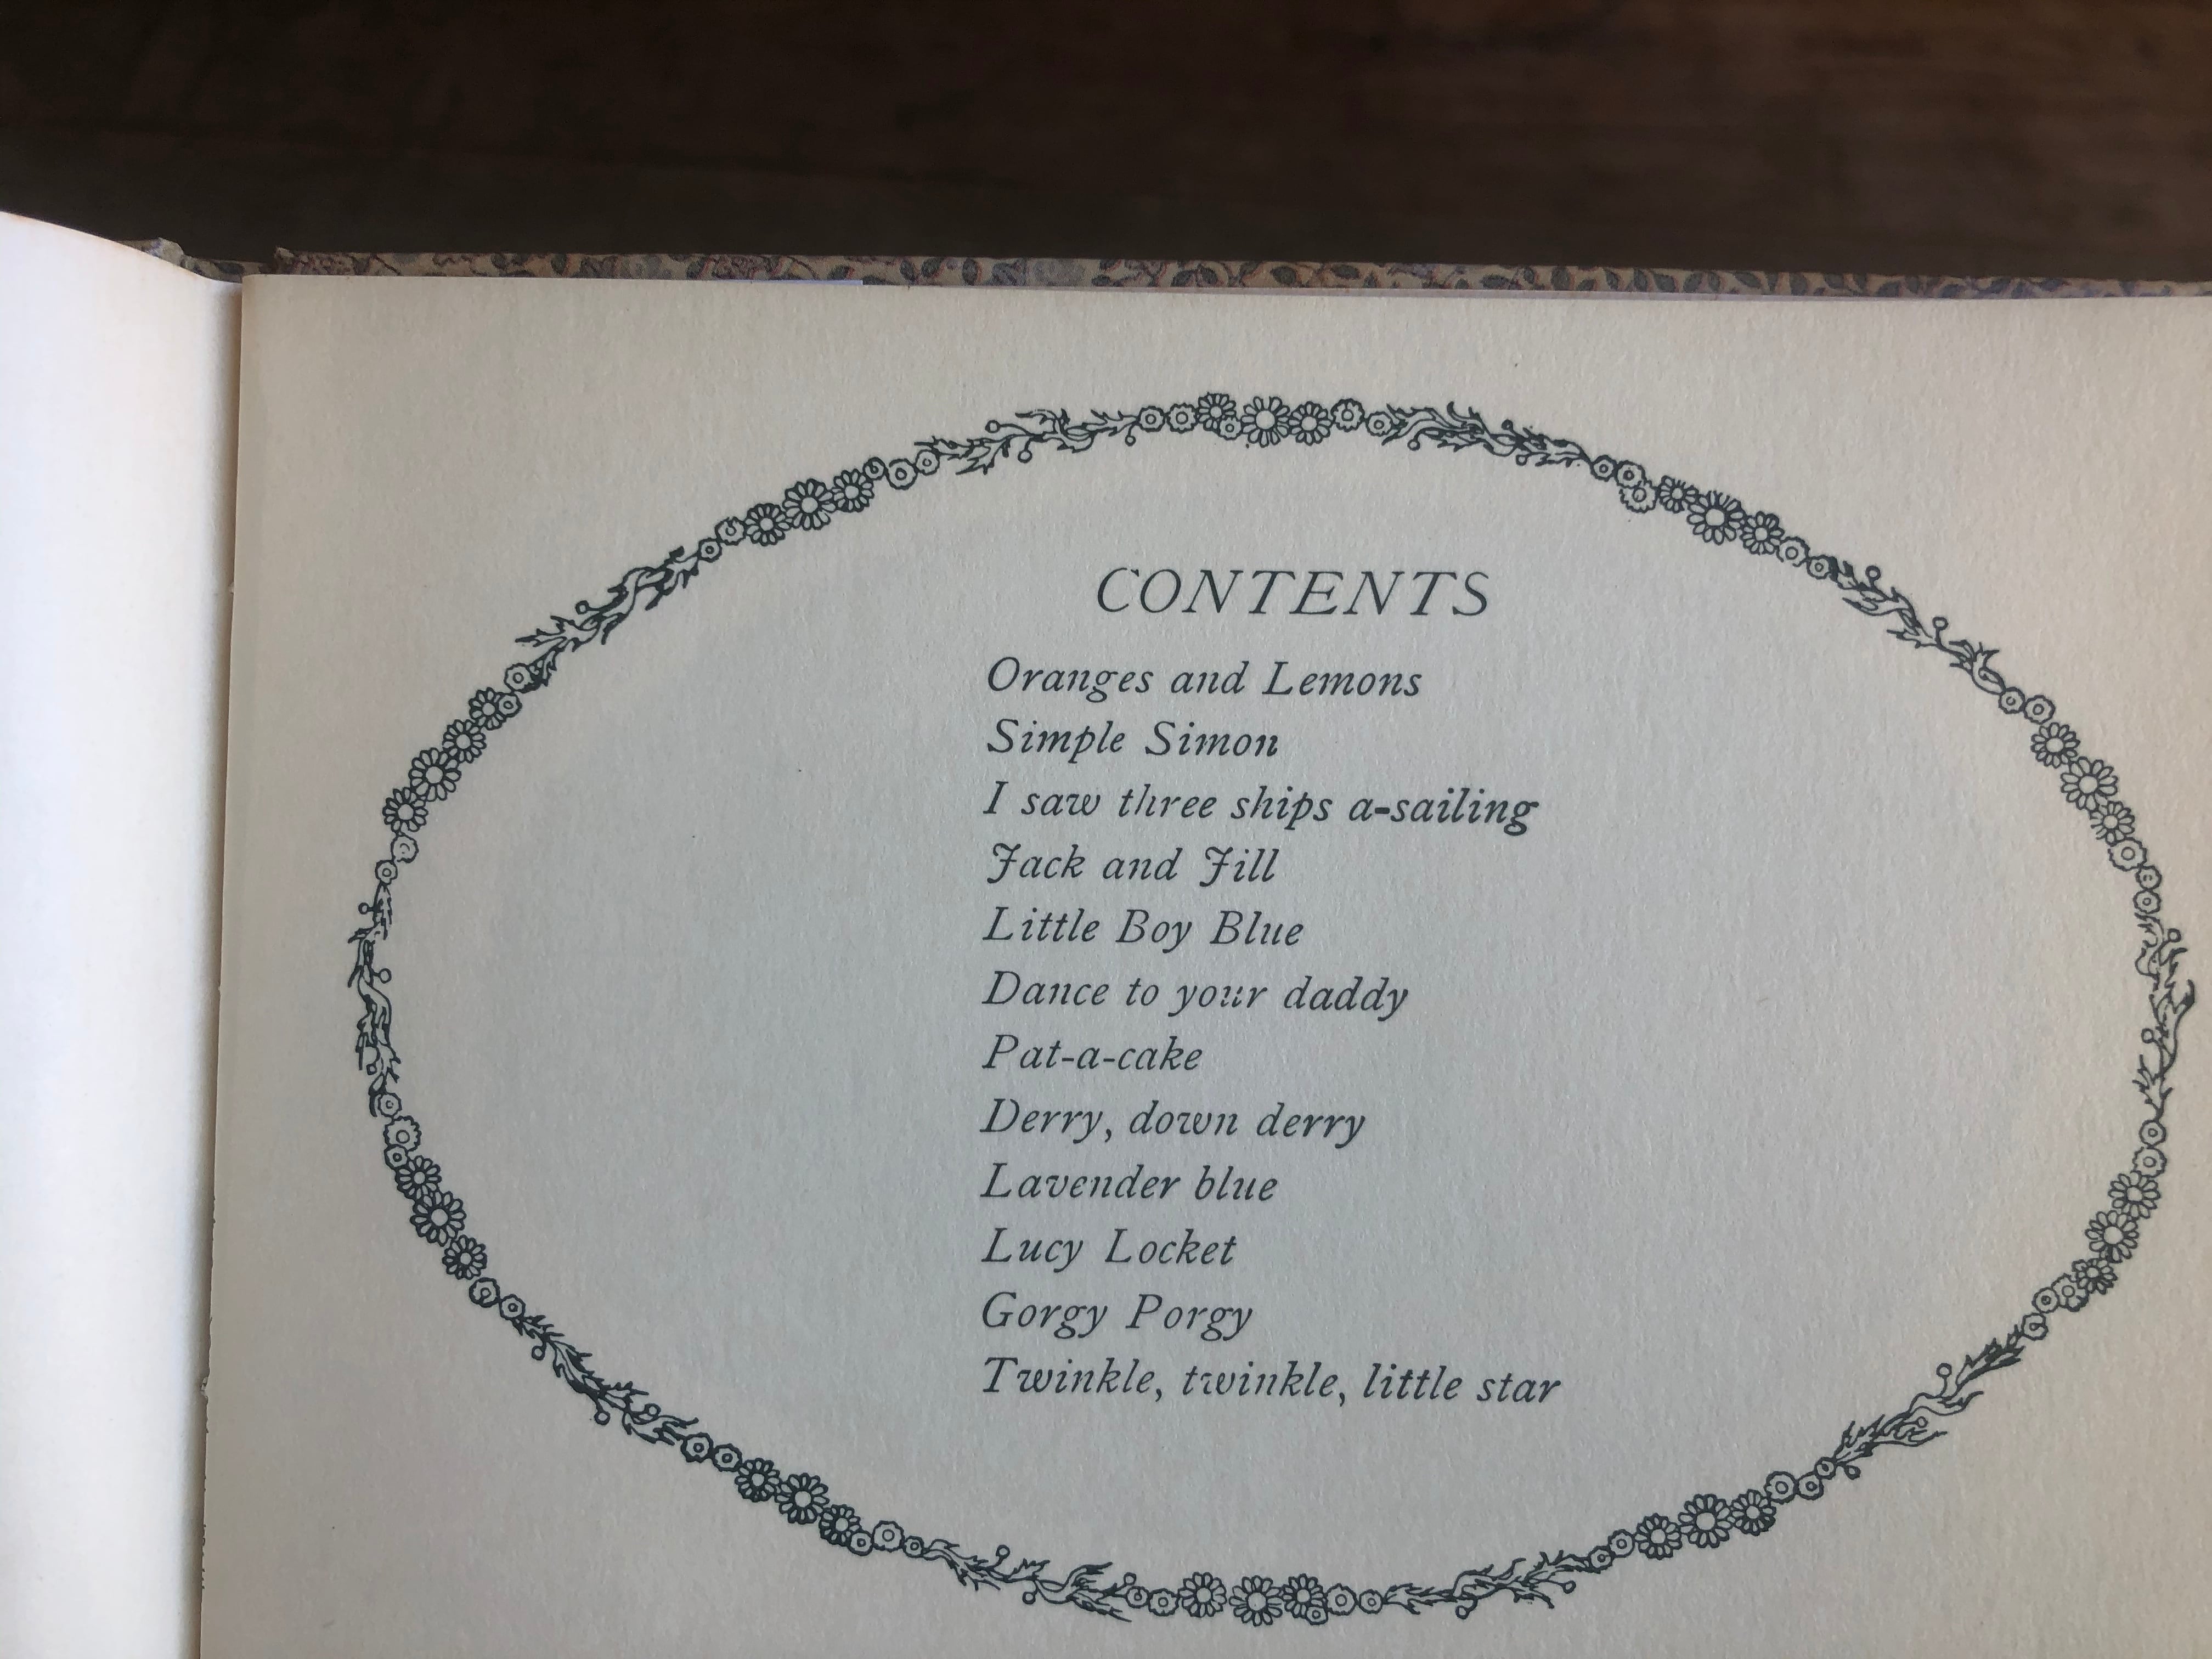 CONTENTS
Oranges and Lemons
Simple Simon
I saw three ships a-sailing
Jack and Jill
Little Boy Blue
Dance to your daddy
Pat-a-cake
Derry, down derry
Lavender blue
Lucy Locket
Gorgy Porgy
Twinkle, twinkle, little star